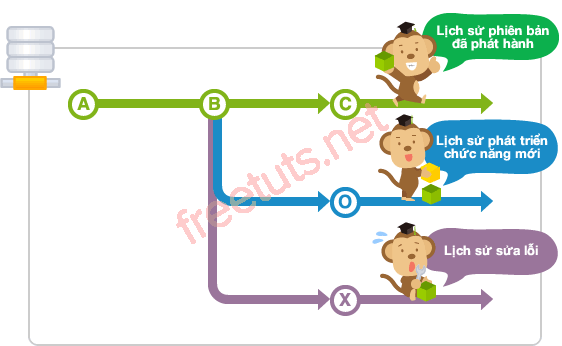 Lịch sử phiên bản
đã phát hành
A
B
C
Lịch sử phát triển
chức năng mới
O
Lịch sử sửa lỗi
X
freetuts.net